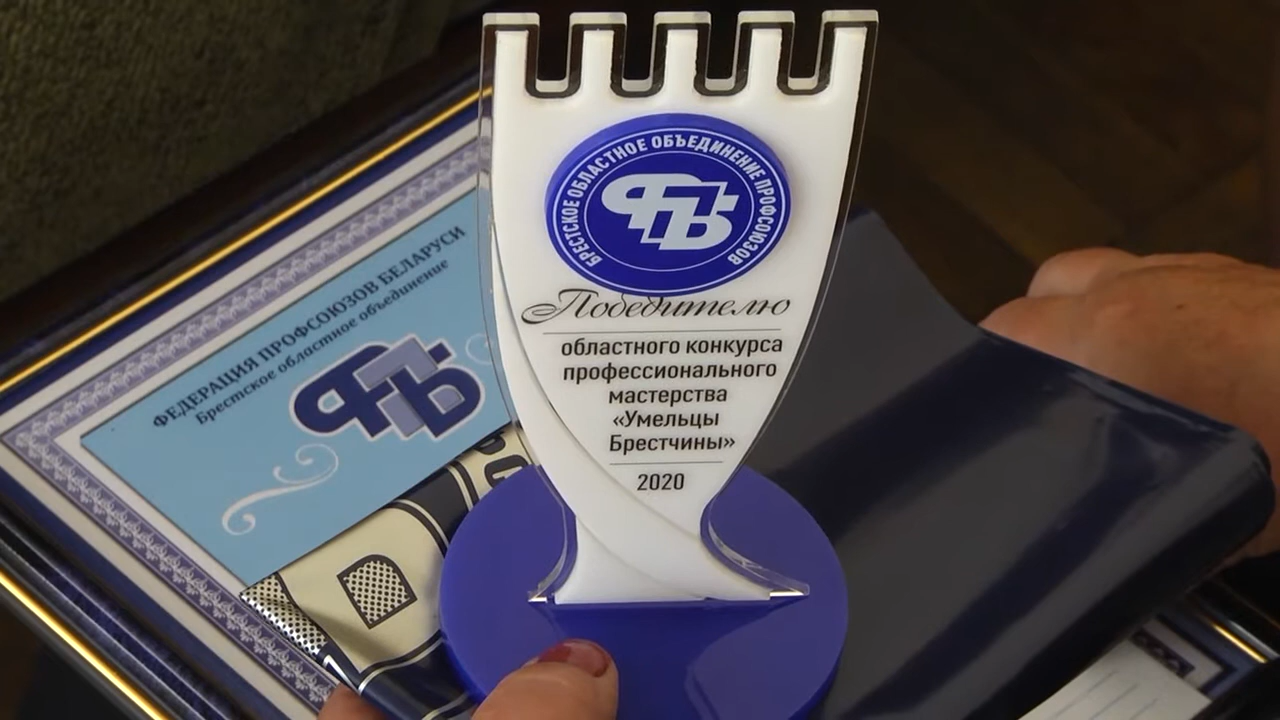 БРЕСТСКОЕ ОБЛАСТНОЕ ОБЪЕДИНЕНИЕ ПРОФСОЮЗОВ
ФПБ
Победителю
областного конкурса
профессионального
мастерства
«Умельцы
Брестчины»
2020
ФЕДЕРАЦИЯ ПРОФСОЮЗОВ БЕЛАРУСИ
Брестское областное объединение
ФПБ